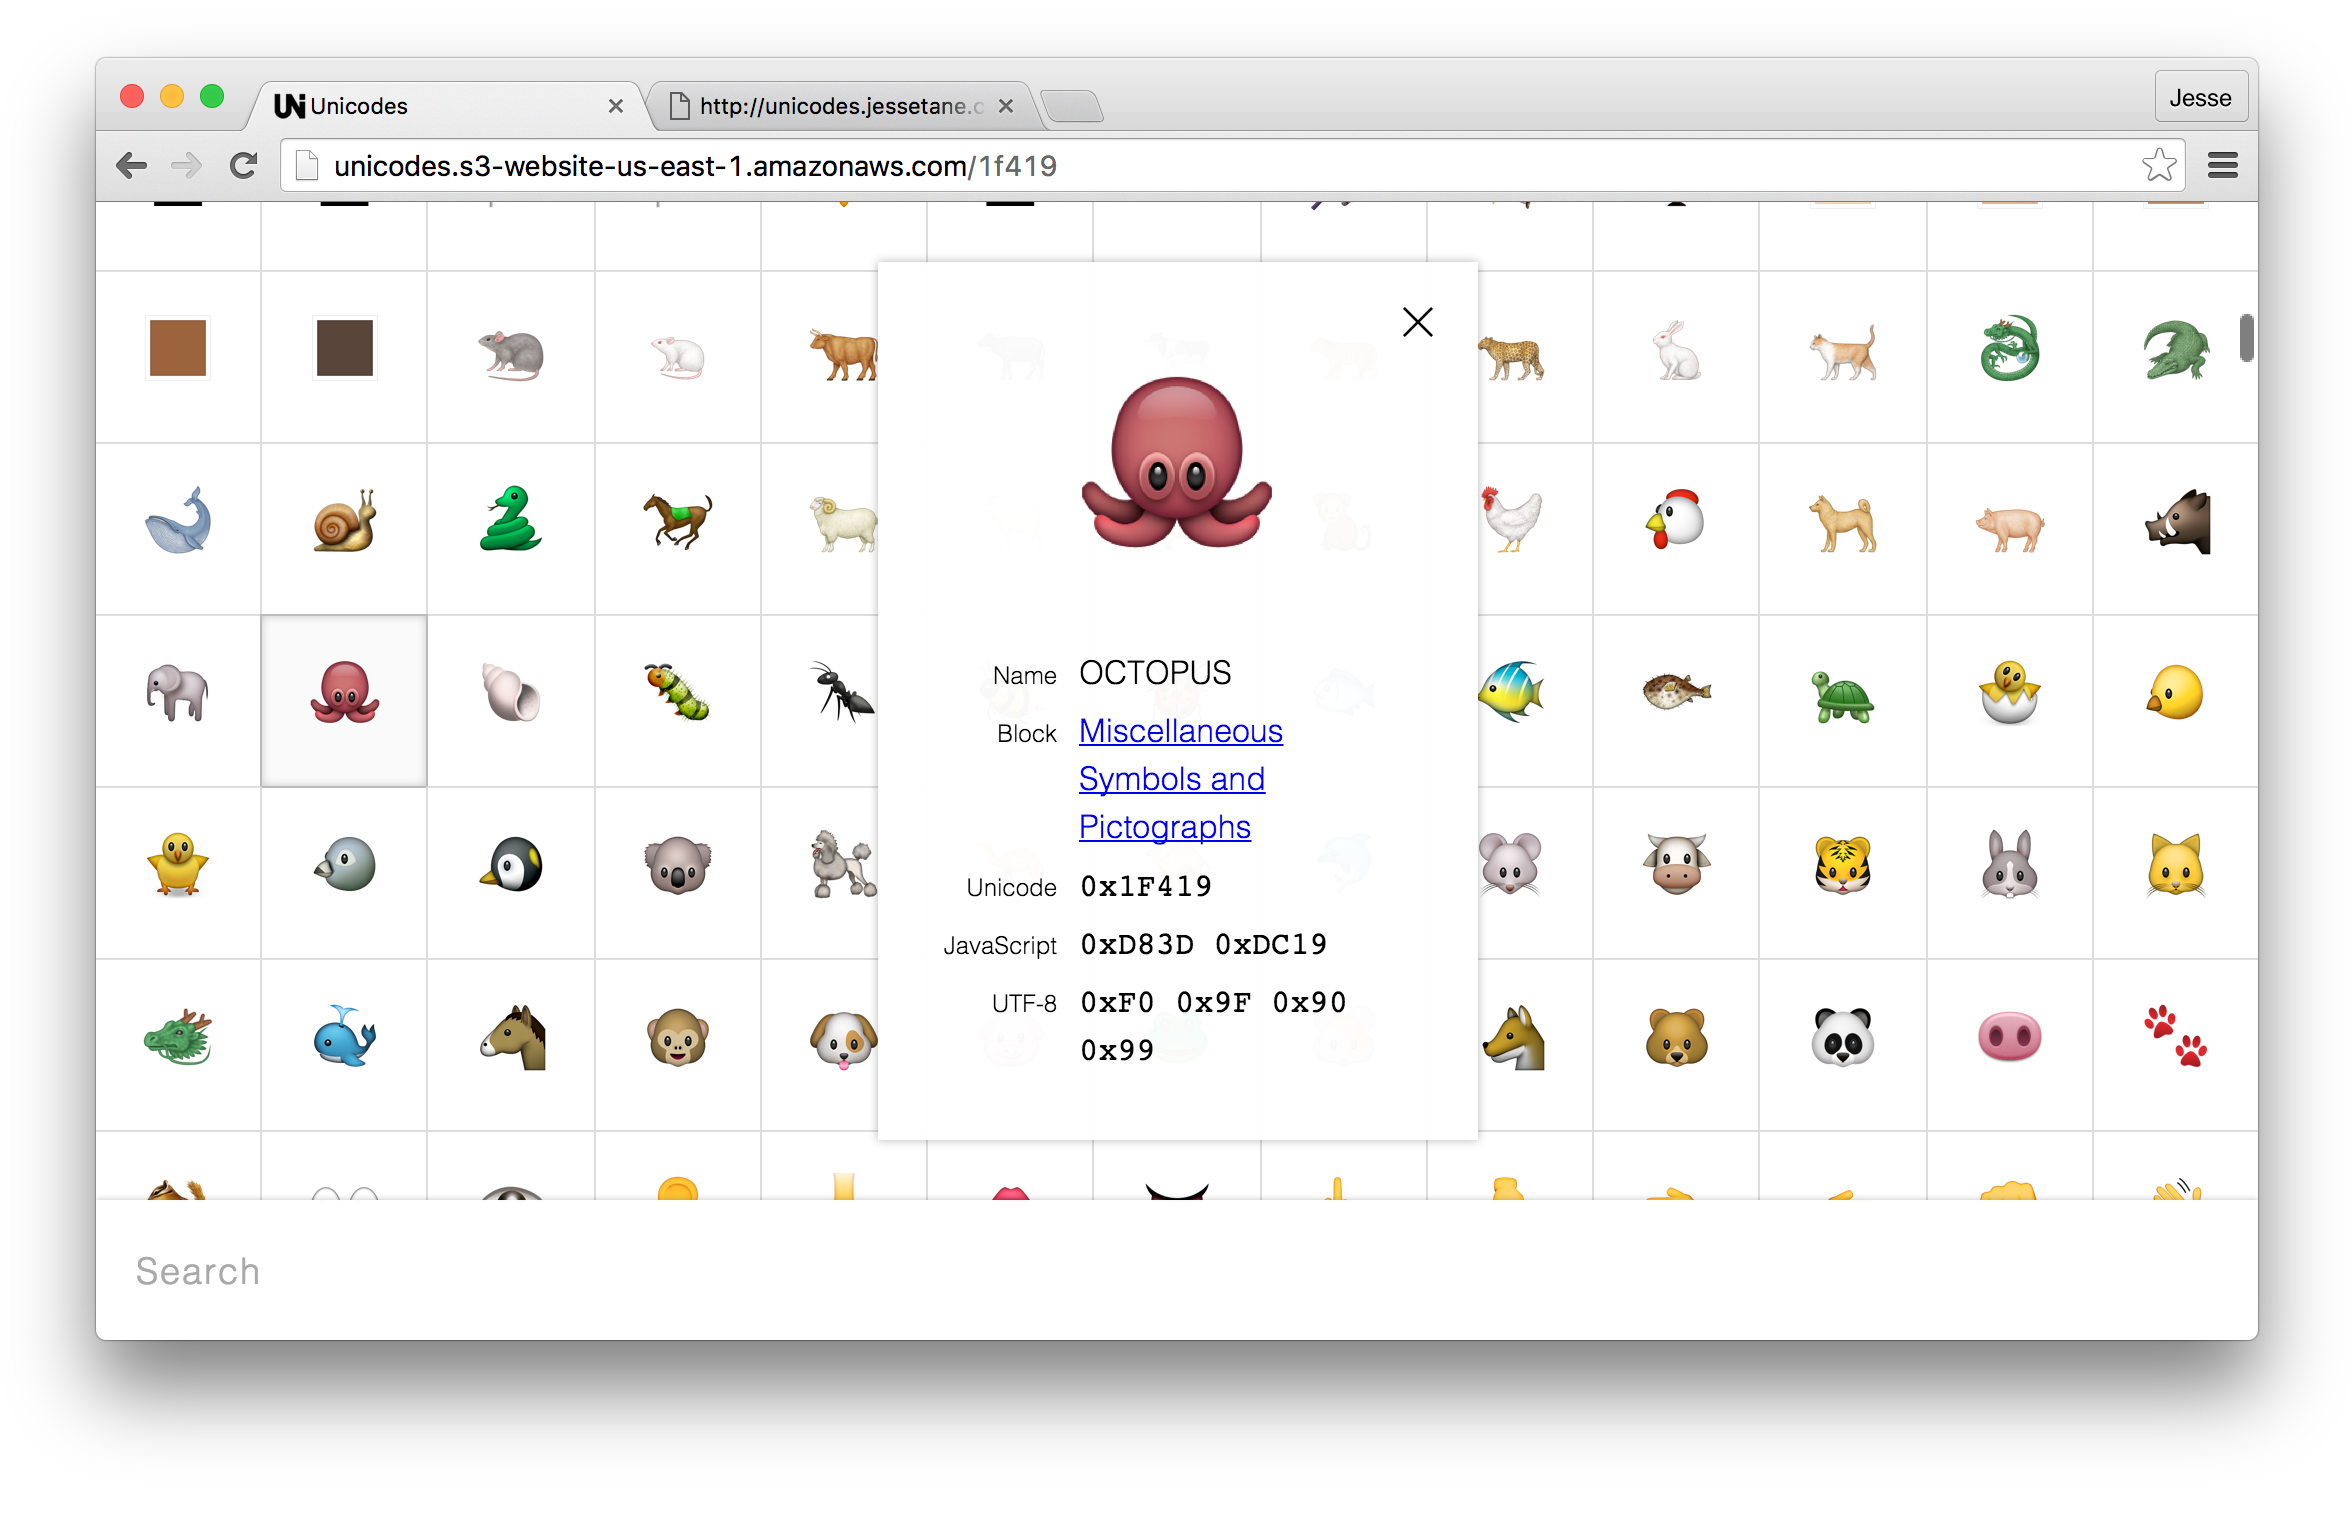 UNi Unicodes
http://unicodes.jessetane.c
Jesse
unicodes.s3-website-us-east-1.amazonaws.com/1f419
Name OCTOPUS
Block Miscellaneous
Symbols and
Pictographs
Unicode 0x1F419
JavaScript 0xD83D 0xDC19
UTF-8 0xF0 0x9F 0x90
0x99
Search